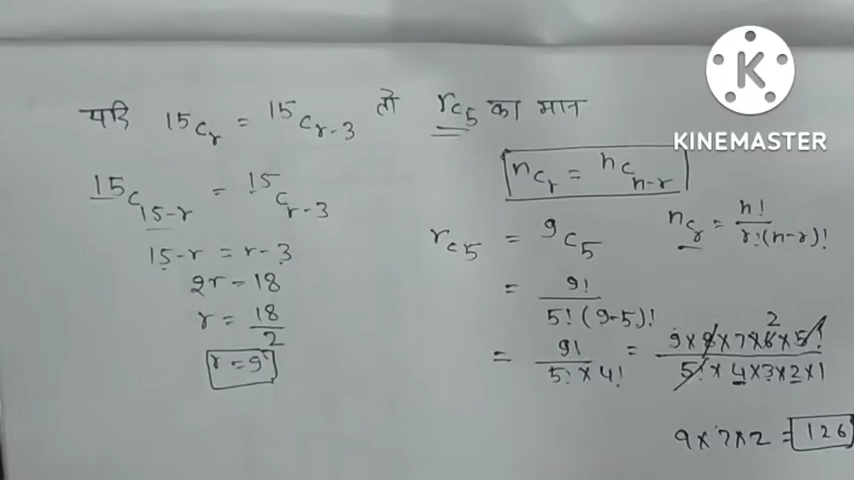 यदि 15Cr = 15Cr-3 तो rC5 का मान
15C15-r = 15Cr-3
15-r = r-3
2r = 18
r = 18/2
r = 9
nCr = nCn-r
rC5 = 9C5
nCr = n!/r!(n-r)!
= 9!/5!(9-5)!
= 9!/5!×4! = 9×8×7×6×5!/5!×4×3×2×1
2
9×7×2 = 126
K
KINEMASTER